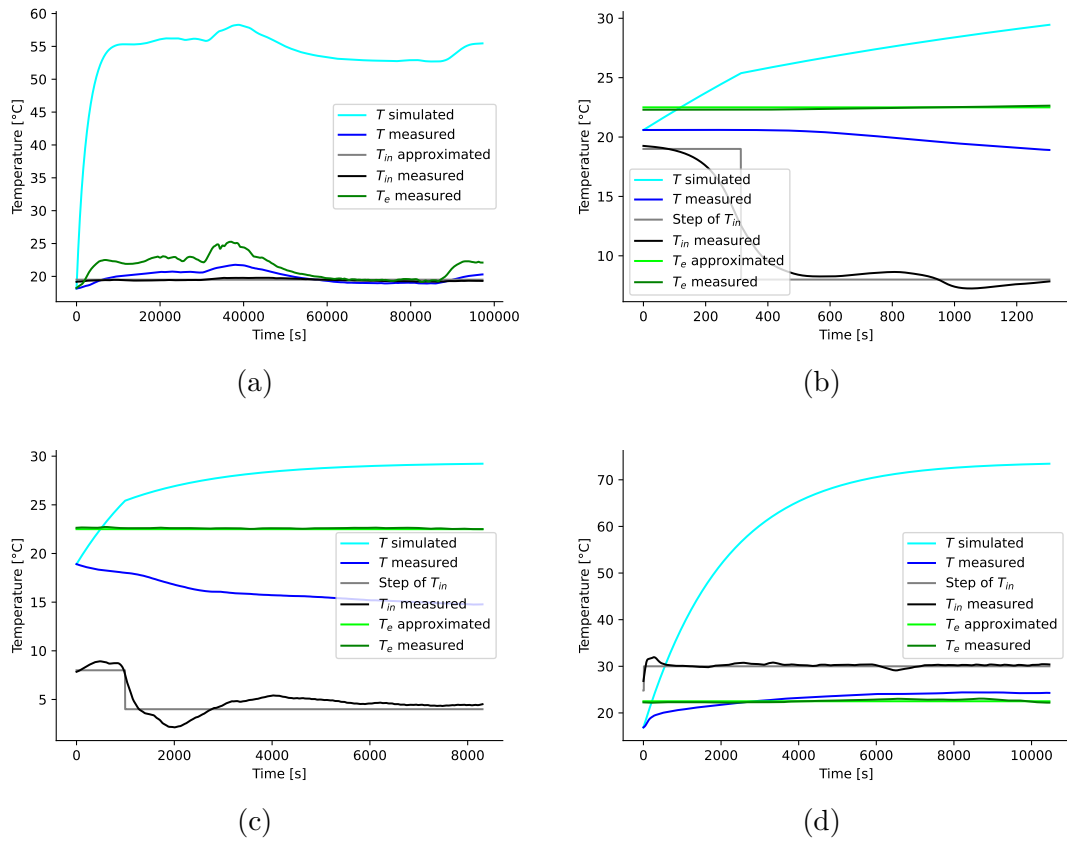 60
55
50
45
40
35
30
25
20
Temperature [°C]
T simulated
T measured
T_in approximated
T_in measured
T_e measured
0 20000 40000 60000 80000 100000
Time [s]
(a)
30
25
20
15
10
Temperature [°C]
T simulated
T measured
Step of T_in
T_in measured
T_e approximated
T_e measured
0 200 400 600 800 1000 1200
Time [s]
(b)
30
25
20
15
10
5
Temperature [°C]
T simulated
T measured
Step of T_in
T_in measured
T_e approximated
T_e measured
0 2000 4000 6000 8000
Time [s]
(c)
70
60
50
40
30
20
Temperature [°C]
T simulated
T measured
Step of T_in
T_in measured
T_e approximated
T_e measured
0 2000 4000 6000 8000 10000
Time [s]
(d)